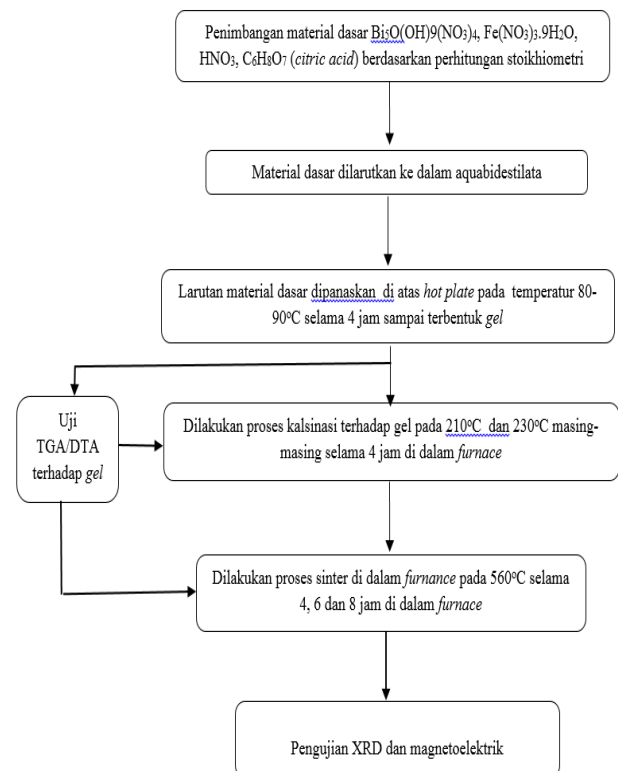 Penimbangan material dasar Bi₅O(OH)9(NO₃)₄, Fe(NO₃)₃.9H₂O,
HNO₃, C₆H₈O₇ (citric acid) berdasarkan perhitungan stoikhiometri
Material dasar dilarutkan ke dalam aquabidestilata
Larutan material dasar dipanaskan di atas hot plate pada temperatur 80-
90⁰C selama 4 jam sampai terbentuk gel
Uji
TGA/DTA
terhadap gel
Dilakukan proses kalsinasi terhadap gel pada 210⁰C dan 230⁰C masing-
masing selama 4 jam di dalam furnace
Dilakukan proses sinter di dalam furnance pada 560⁰C selama
4, 6 dan 8 jam di dalam furnace
Pengujian XRD dan magnetoelektrik